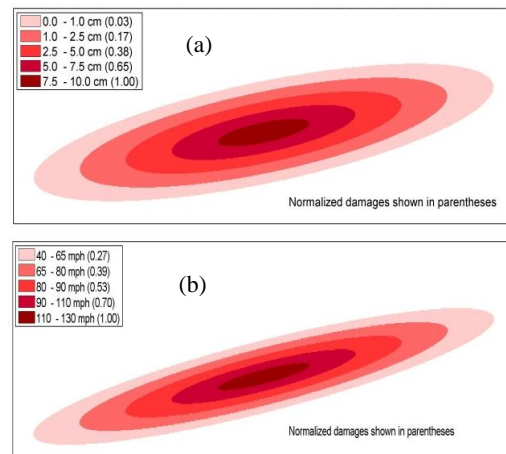 0.0 - 1.0 cm (0.03)
1.0 - 2.5 cm (0.17)
2.5 - 5.0 cm (0.38)
5.0 - 7.5 cm (0.65)
7.5 - 10.0 cm (1.00)
(a)
Normalized damages shown in parentheses
40 - 65 mph (0.27)
65 - 80 mph (0.39)
80 - 90 mph (0.53)
90 - 110 mph (0.70)
110 - 130 mph (1.00)
(b)
Normalized damages shown in parentheses